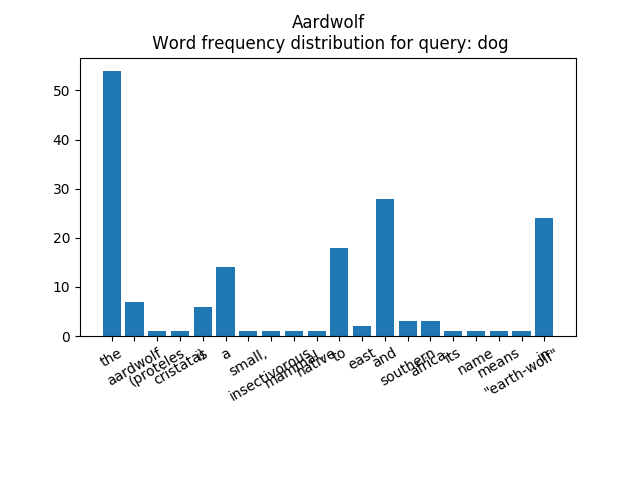 Aardwolf
Word frequency distribution for query: dog
50
40
30
20
10
0
the
aardwolf
(proteles
cristata)
is
a
small,
insectivorous
mammal
native
to
east
and
southern
africa
its
name
means
"earth-wolf"
in